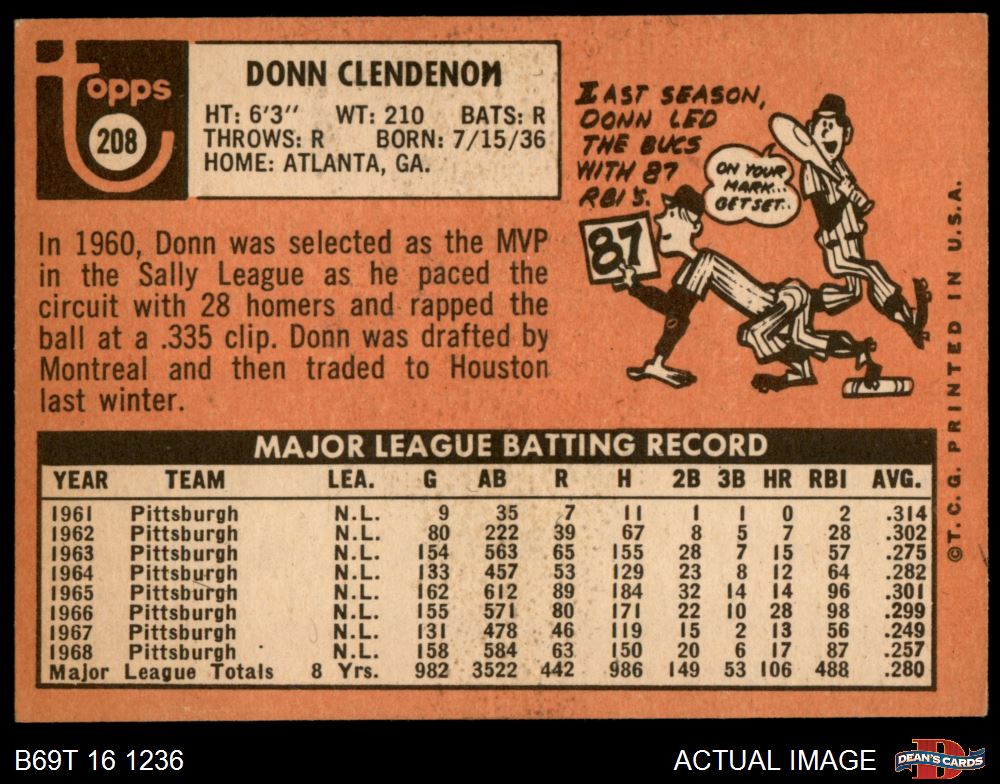 Topps
208
DONN CLENDENON
HT: 6'3" WT: 210 BATS: R
THROWS: R BORN: 7/15/36
HOME: ATLANTA, GA.
In 1960, Donn was selected as the MVP
in the Sally League as he paced the
circuit with 28 homers and rapped the
ball at a .335 clip. Donn was drafted by
Montreal and then traded to Houston
last winter.
LAST SEASON,
DONN LED
THE BUCS
WITH 87
RBI'S.
ON YOUR
MARK...
GET SET..
87
MAJOR LEAGUE BATTING RECORD
YEAR TEAM LEA. G AB R H 2B 3B HR RBI AVG.
1961 Pittsburgh N.L. 9 35 7 11 1 1 0 2 .314
1962 Pittsburgh N.L. 80 222 39 67 8 5 7 28 .302
1963 Pittsburgh N.L. 154 563 65 155 28 7 15 57 .275
1964 Pittsburgh N.L. 133 457 53 129 23 8 12 64 .282
1965 Pittsburgh N.L. 162 612 89 184 32 14 14 96 .301
1966 Pittsburgh N.L. 155 571 80 171 22 10 28 98 .299
1967 Pittsburgh N.L. 131 478 46 119 15 2 13 56 .249
1968 Pittsburgh N.L. 158 584 63 150 20 6 17 87 .257
Major League Totals 8 Yrs. 982 3522 442 986 149 53 106 488 .280
©T. C. G. PRINTED IN U.S.A.
B69T 16 1236
ACTUAL IMAGE
DEAN'S CARDS